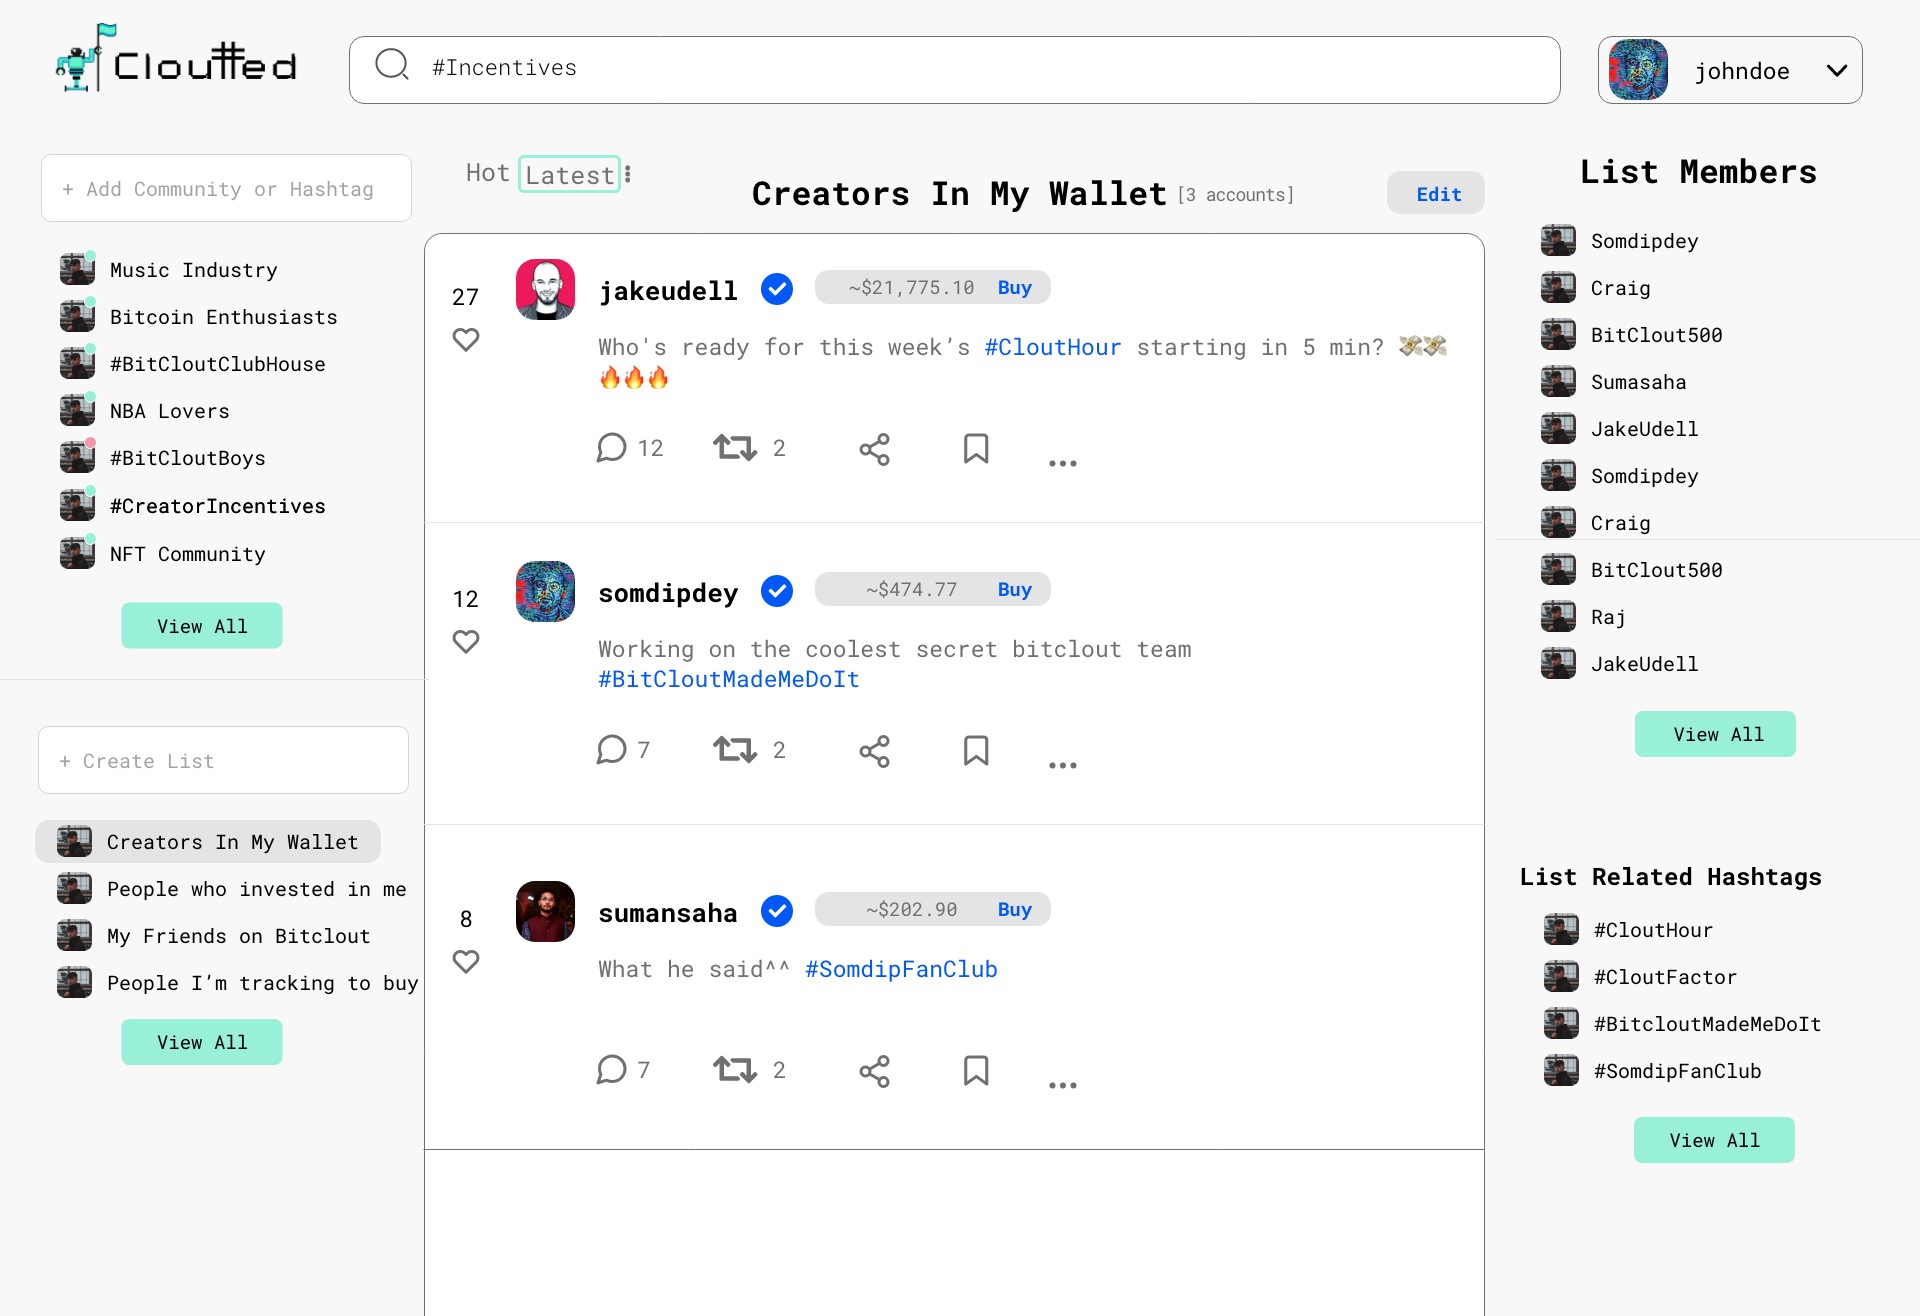 Cloutted
#Incentives
johndoe
+ Add Community or Hashtag
Music Industry
Bitcoin Enthusiasts
#BitCloutClubHouse
NBA Lovers
#BitCloutBoys
#CreatorIncentives
NFT Community
View All
+ Create List
Creators In My Wallet
People who invested in me
My Friends on Bitclout
People I’m tracking to buy
View All
Hot Latest
Creators In My Wallet [3 accounts]
Edit
27
jakeudell
~$21,775.10 Buy
Who's ready for this week’s #CloutHour starting in 5 min? 💸💸
🔥🔥🔥
12 2
12
somdipdey
~$474.77 Buy
Working on the coolest secret bitclout team
#BitCloutMadeMeDoIt
7 2
8
sumansaha
~$202.90 Buy
What he said^^ #SomdipFanClub
7 2
List Members
Somdipdey
Craig
BitClout500
Sumasaha
JakeUdell
Somdipdey
Craig
BitClout500
Raj
JakeUdell
View All
List Related Hashtags
#CloutHour
#CloutFactor
#BitcloutMadeMeDoIt
#SomdipFanClub
View All